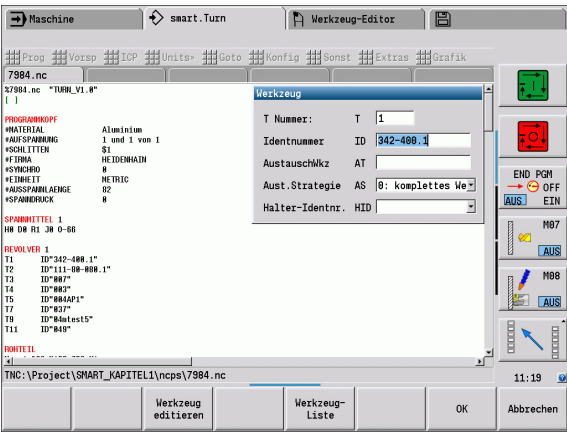 Maschine
smart.Turn
Werkzeug-Editor
Prog Vorsp ICP Units» Goto Konfig Sonst Extras Grafik
7984.nc
%7984.nc "TURN_V1.0"
[ ]
PROGRAMMKOPF
#MATERIAL Aluminium
#AUFSPANNUNG 1 und 1 von 1
#SCHLITTEN $1
#FIRMA HEIDENHAIN
#SYNCHRO 0
#EINHEIT METRIC
#AUSSPANNLAENGE 82
#SPANNDRUCK 0
SPANNMITTEL 1
H0 D0 R1 J0 O-66
REVOLVER 1
T1 ID"342-400.1"
T2 ID"111-80-080.1"
T3 ID"007"
T4 ID"003"
T5 ID"004AP1"
T7 ID"037"
T9 ID"04mtest5"
T11 ID"049"
ROHTEIL
Werkzeug
T Nummer: T 1
Identnummer ID 342-400.1
AustauschWkz AT
Aust.Strategie AS 0: komplettes We
Halter-Identnr. HID
END PGM
OFF
AUS EIN
M07
AUS
M08
AUS
TNC:\Project\SMART_KAPITEL1\ncps\7984.nc
11:19
Werkzeug editieren
Werkzeug-Liste
OK
Abbrechen